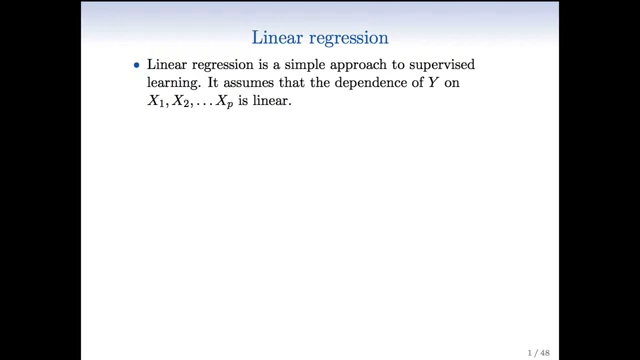 Linear regression
• Linear regression is a simple approach to supervised
learning. It assumes that the dependence of Y on
X₁, X₂, . . . Xₚ is linear.
1 / 48